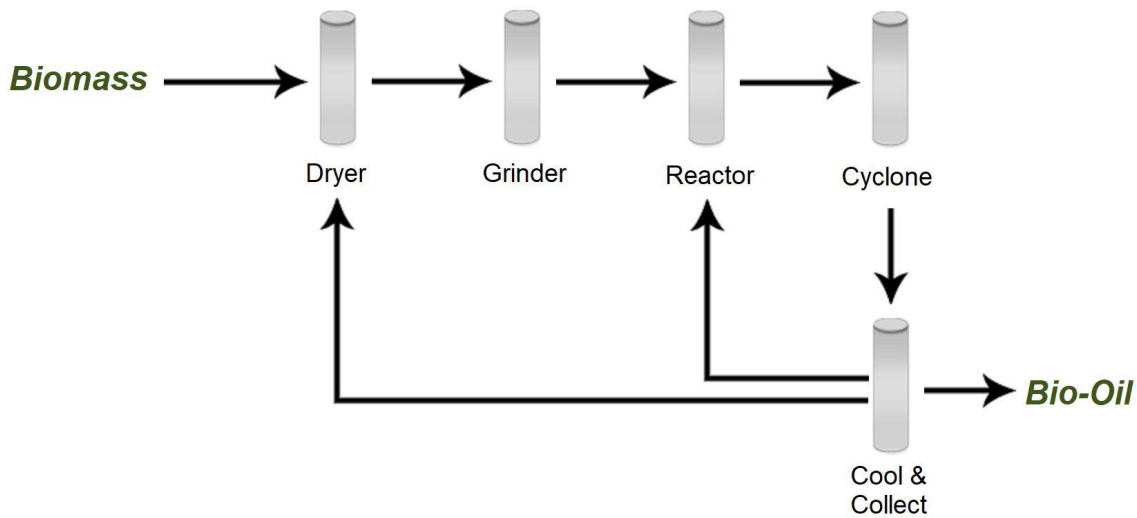 Biomass
Dryer
Grinder
Reactor
Cyclone
Bio-Oil
Cool &
Collect